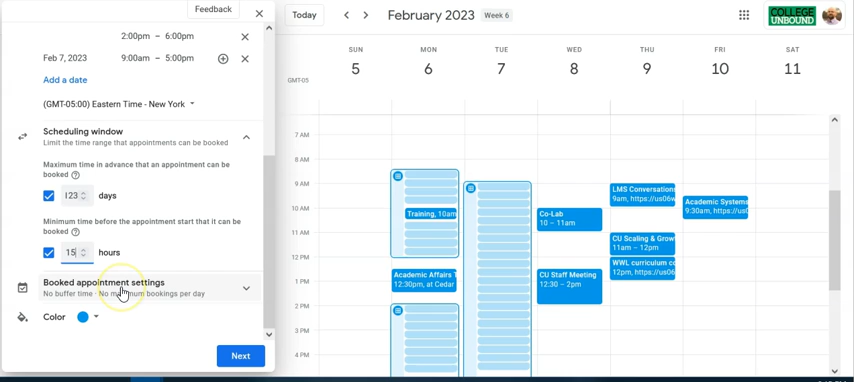 Feedback
2:00pm – 6:00pm
Feb 7, 2023 9:00am – 5:00pm
Add a date
(GMT-05:00) Eastern Time - New York
Scheduling window
Limit the time range that appointments can be booked
Maximum time in advance that an appointment can be
booked
123 days
Minimum time before the appointment start that it can be
booked
15 hours
Booked appointment settings
No buffer time · No maximum bookings per day
Color
Next
Today
February 2023 Week 6
COLLEGE
UNBOUND
SUN MON TUE WED THU FRI SAT
5 6 7 8 9 10 11
GMT-05
7 AM
8 AM
9 AM
10 AM
11 AM
12 PM
1 PM
2 PM
3 PM
4 PM
Training, 10am
Academic Affairs
12:30pm, at Cedar
Co-Lab
10 – 11am
CU Staff Meeting
12:30 – 2pm
LMS Conversations
9am, https://us06w
CU Scaling & Grow
11am – 12pm
WWL curriculum co
12pm, https://us06
Academic Systems
9:30am, https://us0